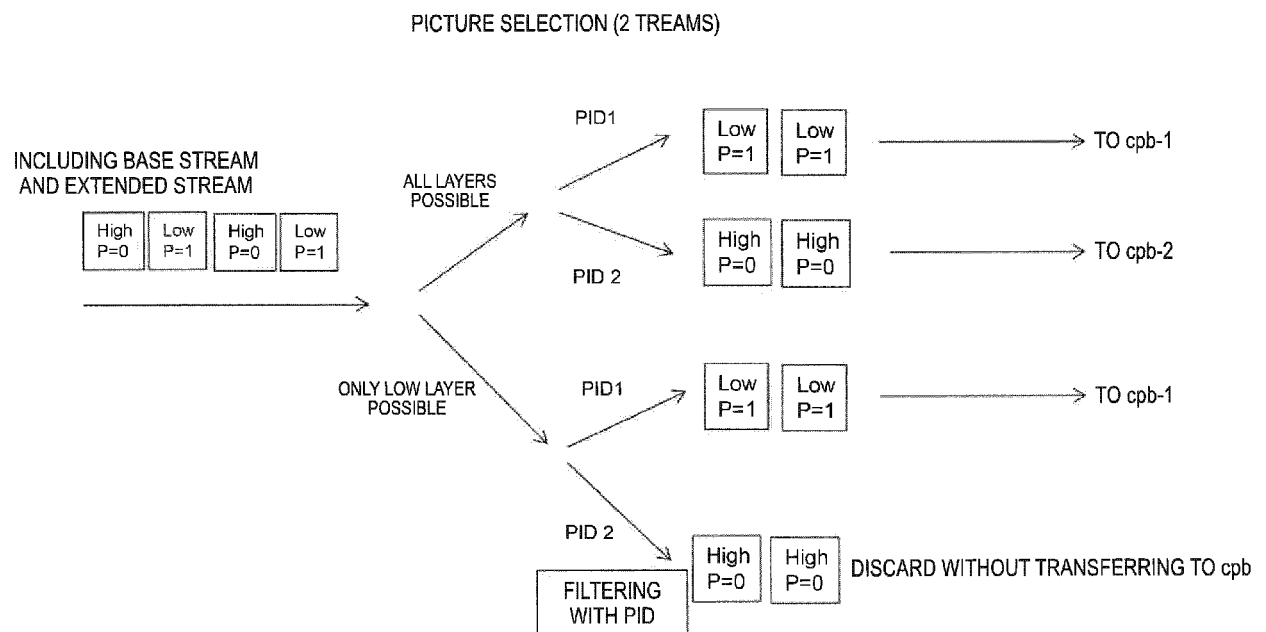 PICTURE SELECTION (2 TREAMS)
INCLUDING BASE STREAM
AND EXTENDED STREAM
High
P=0
Low
P=1
High
P=0
Low
P=1
ALL LAYERS
POSSIBLE
PID1
Low
P=1
Low
P=1
TO cpb-1
PID 2
High
P=0
High
P=0
TO cpb-2
ONLY LOW LAYER
POSSIBLE
PID1
Low
P=1
Low
P=1
TO cpb-1
PID 2
FILTERING
WITH PID
High
P=0
High
P=0
DISCARD WITHOUT TRANSFERRING TO cpb